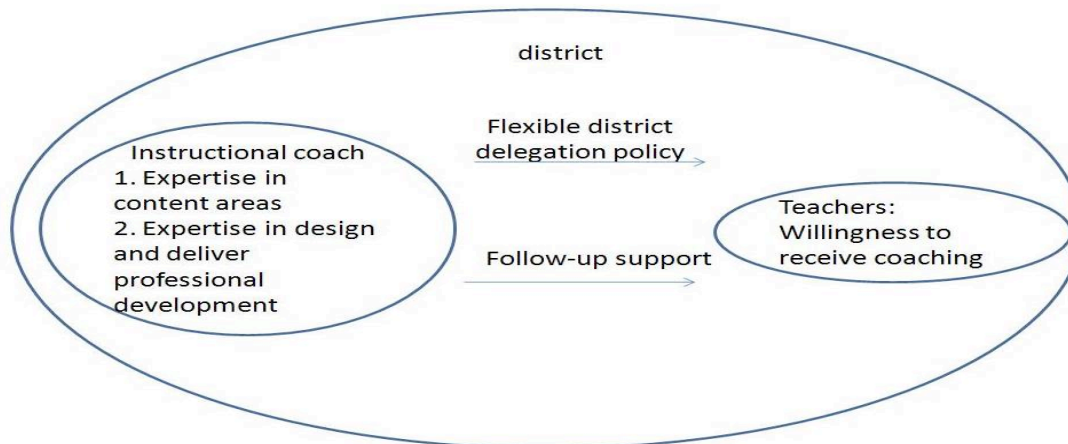 district
Instructional coach
1. Expertise in
content areas
2. Expertise in design
and deliver
professional
development
Flexible district
delegation policy
Follow-up support
Teachers:
Willingness to
receive coaching